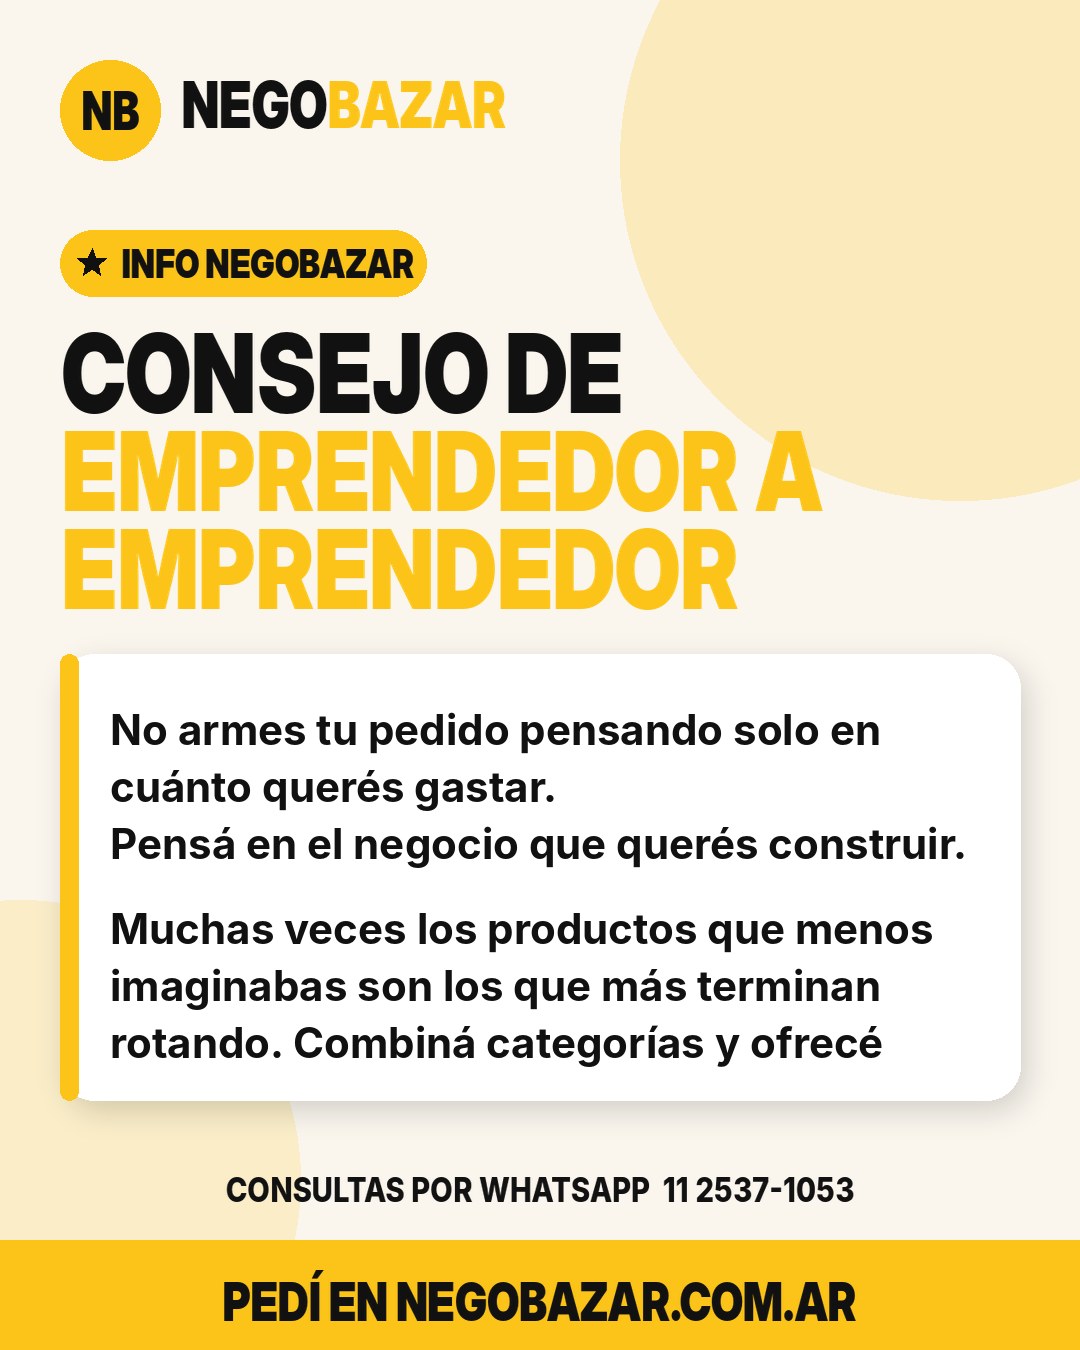 NB NEGOBAZAR
★ INFO NEGOBAZAR
CONSEJO DE
EMPRENDEDOR A
EMPRENDEDOR
No armes tu pedido pensando solo en
cuánto querés gastar.
Pensá en el negocio que querés construir.
Muchas veces los productos que menos
imaginabas son los que más terminan
rotando. Combiná categorías y ofrecé
CONSULTAS POR WHATSAPP 11 2537-1053
PEDÍ EN NEGOBAZAR.COM.AR